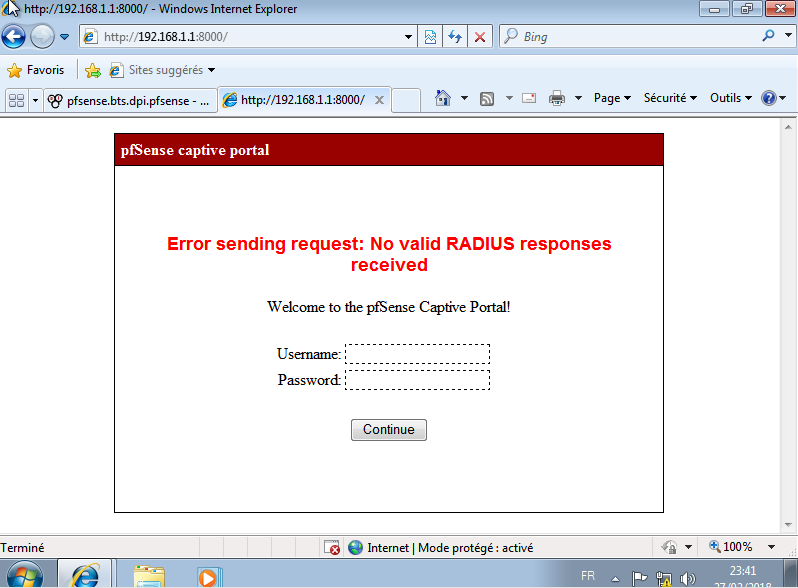 http://192.168.1.1:8000/ - Windows Internet Explorer
http://192.168.1.1:8000/
Bing
Favoris
Sites suggérés
pfsense.bts.dpi.pfsense - ...
http://192.168.1.1:8000/
Page
Sécurité
Outils
pfSense captive portal
Error sending request: No valid RADIUS responses
received
Welcome to the pfSense Captive Portal!
Username:
Password:
Continue
Terminé
Internet | Mode protégé : activé
100%
FR
23:41
27/02/2018